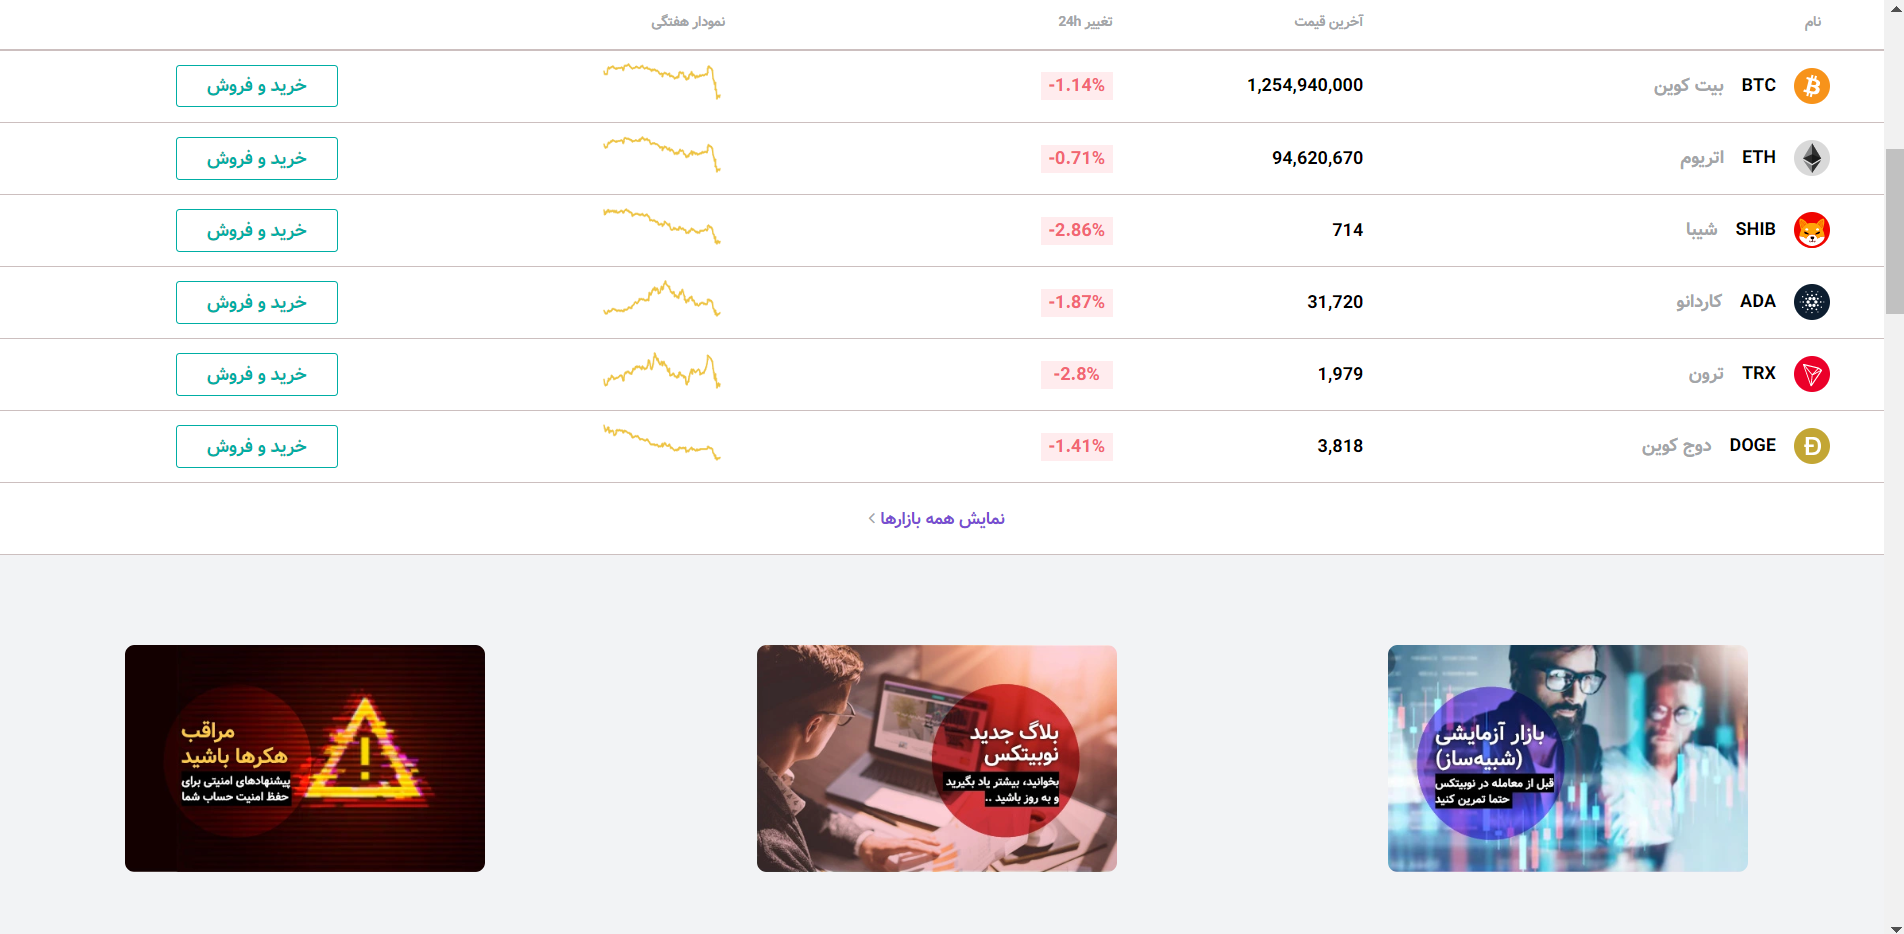 نام آخرین قیمت تغییر 24h نمودار هفتگی
BTC بیت کوین 1,254,940,000 -1.14% خرید و فروش
ETH اتریوم 94,620,670 -0.71% خرید و فروش
SHIB شیبا 714 -2.86% خرید و فروش
ADA کاردانو 31,720 -1.87% خرید و فروش
TRX ترون 1,979 -2.8% خرید و فروش
DOGE دوج کوین 3,818 -1.41% خرید و فروش
نمایش همه بازارها
بازار آزمایشی
(شبیه‌ساز)
قبل از معامله در نوبیتکس
حتما تمرین کنید
بلاگ جدید
نوبیتکس
بخوانید، بیشتر یاد بگیرید
و به روز باشید ..
مراقب
هکرها باشید
پیشنهادهای امنیتی برای
حفظ امنیت حساب شما